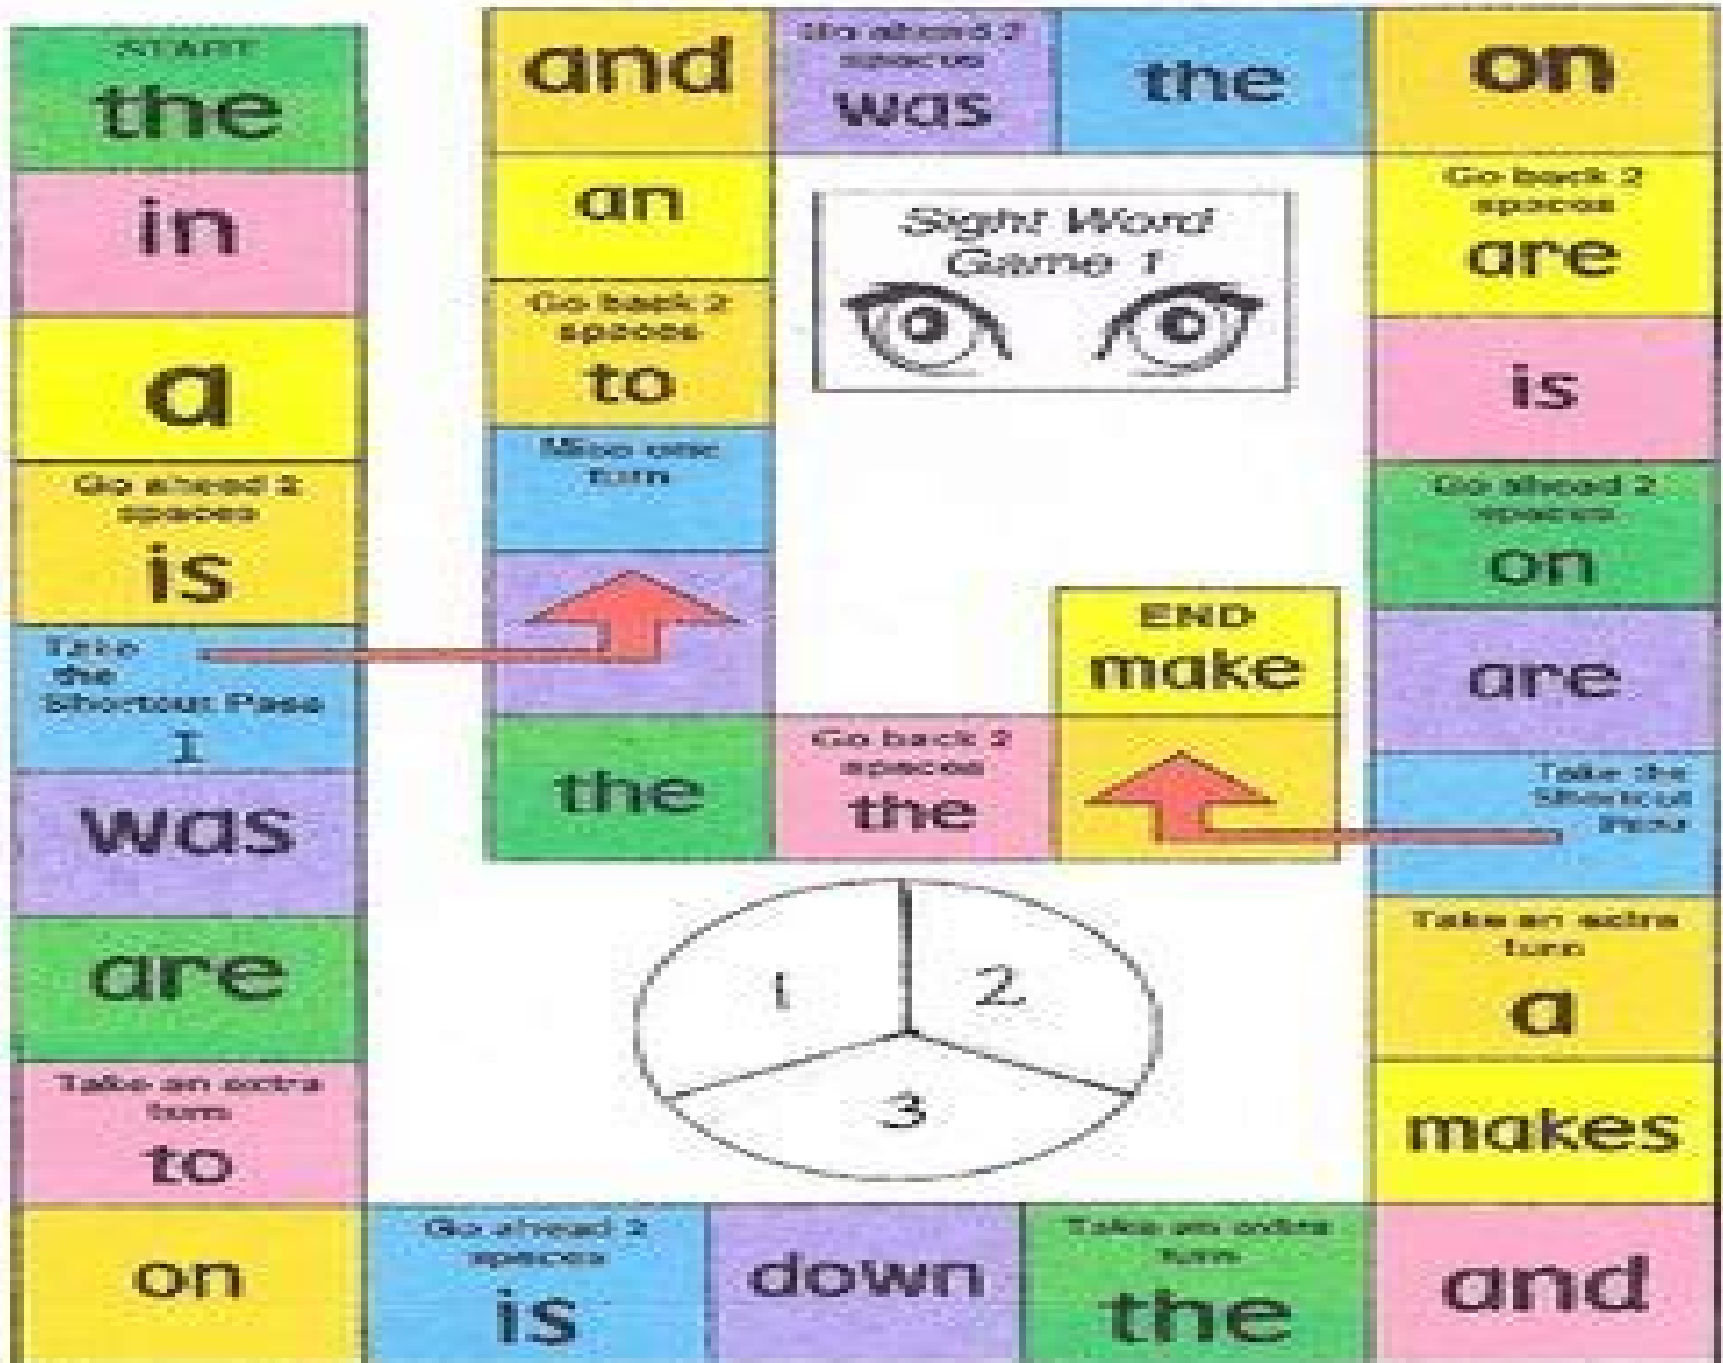 START
the
in
a
Go ahead 2
spaces
is
Take
the
Shortcut Pass
1
was
are
Take an extra
turn
to
on
Go ahead 2
spaces
is
down
Take an extra
turn
the
and
makes
Take an extra
turn
a
Take the
Shortcut
Pass
are
Go ahead 2
spaces
on
is
Go back 2
spaces
are
on
the
Go ahead 2
spaces
was
and
an
Go back 2
spaces
to
Miss one
turn
the
Go back 2
spaces
the
END
make
Sight Word
Game 1
1
2
3